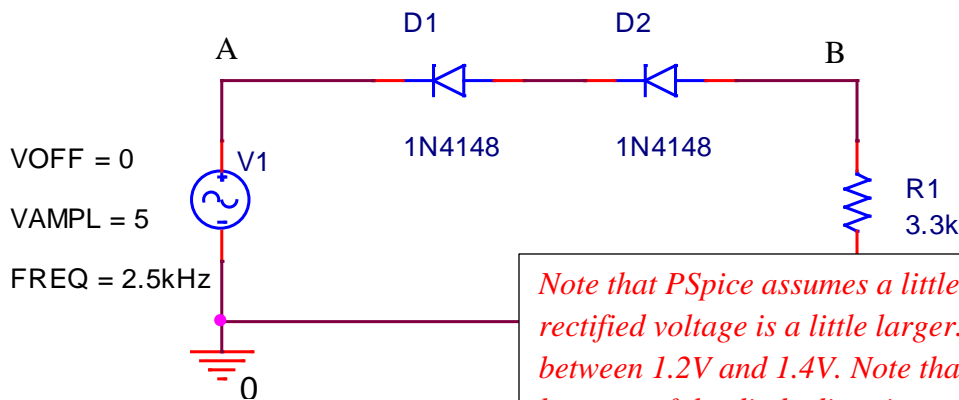 D1
D2
A
B
1N4148
1N4148
VOFF = 0
V1
VAMPL = 5
R1
3.3k
FREQ = 2.5kHz
0
Note that PSpice assumes a little
rectified voltage is a little larger.
between 1.2V and 1.4V. Note tha